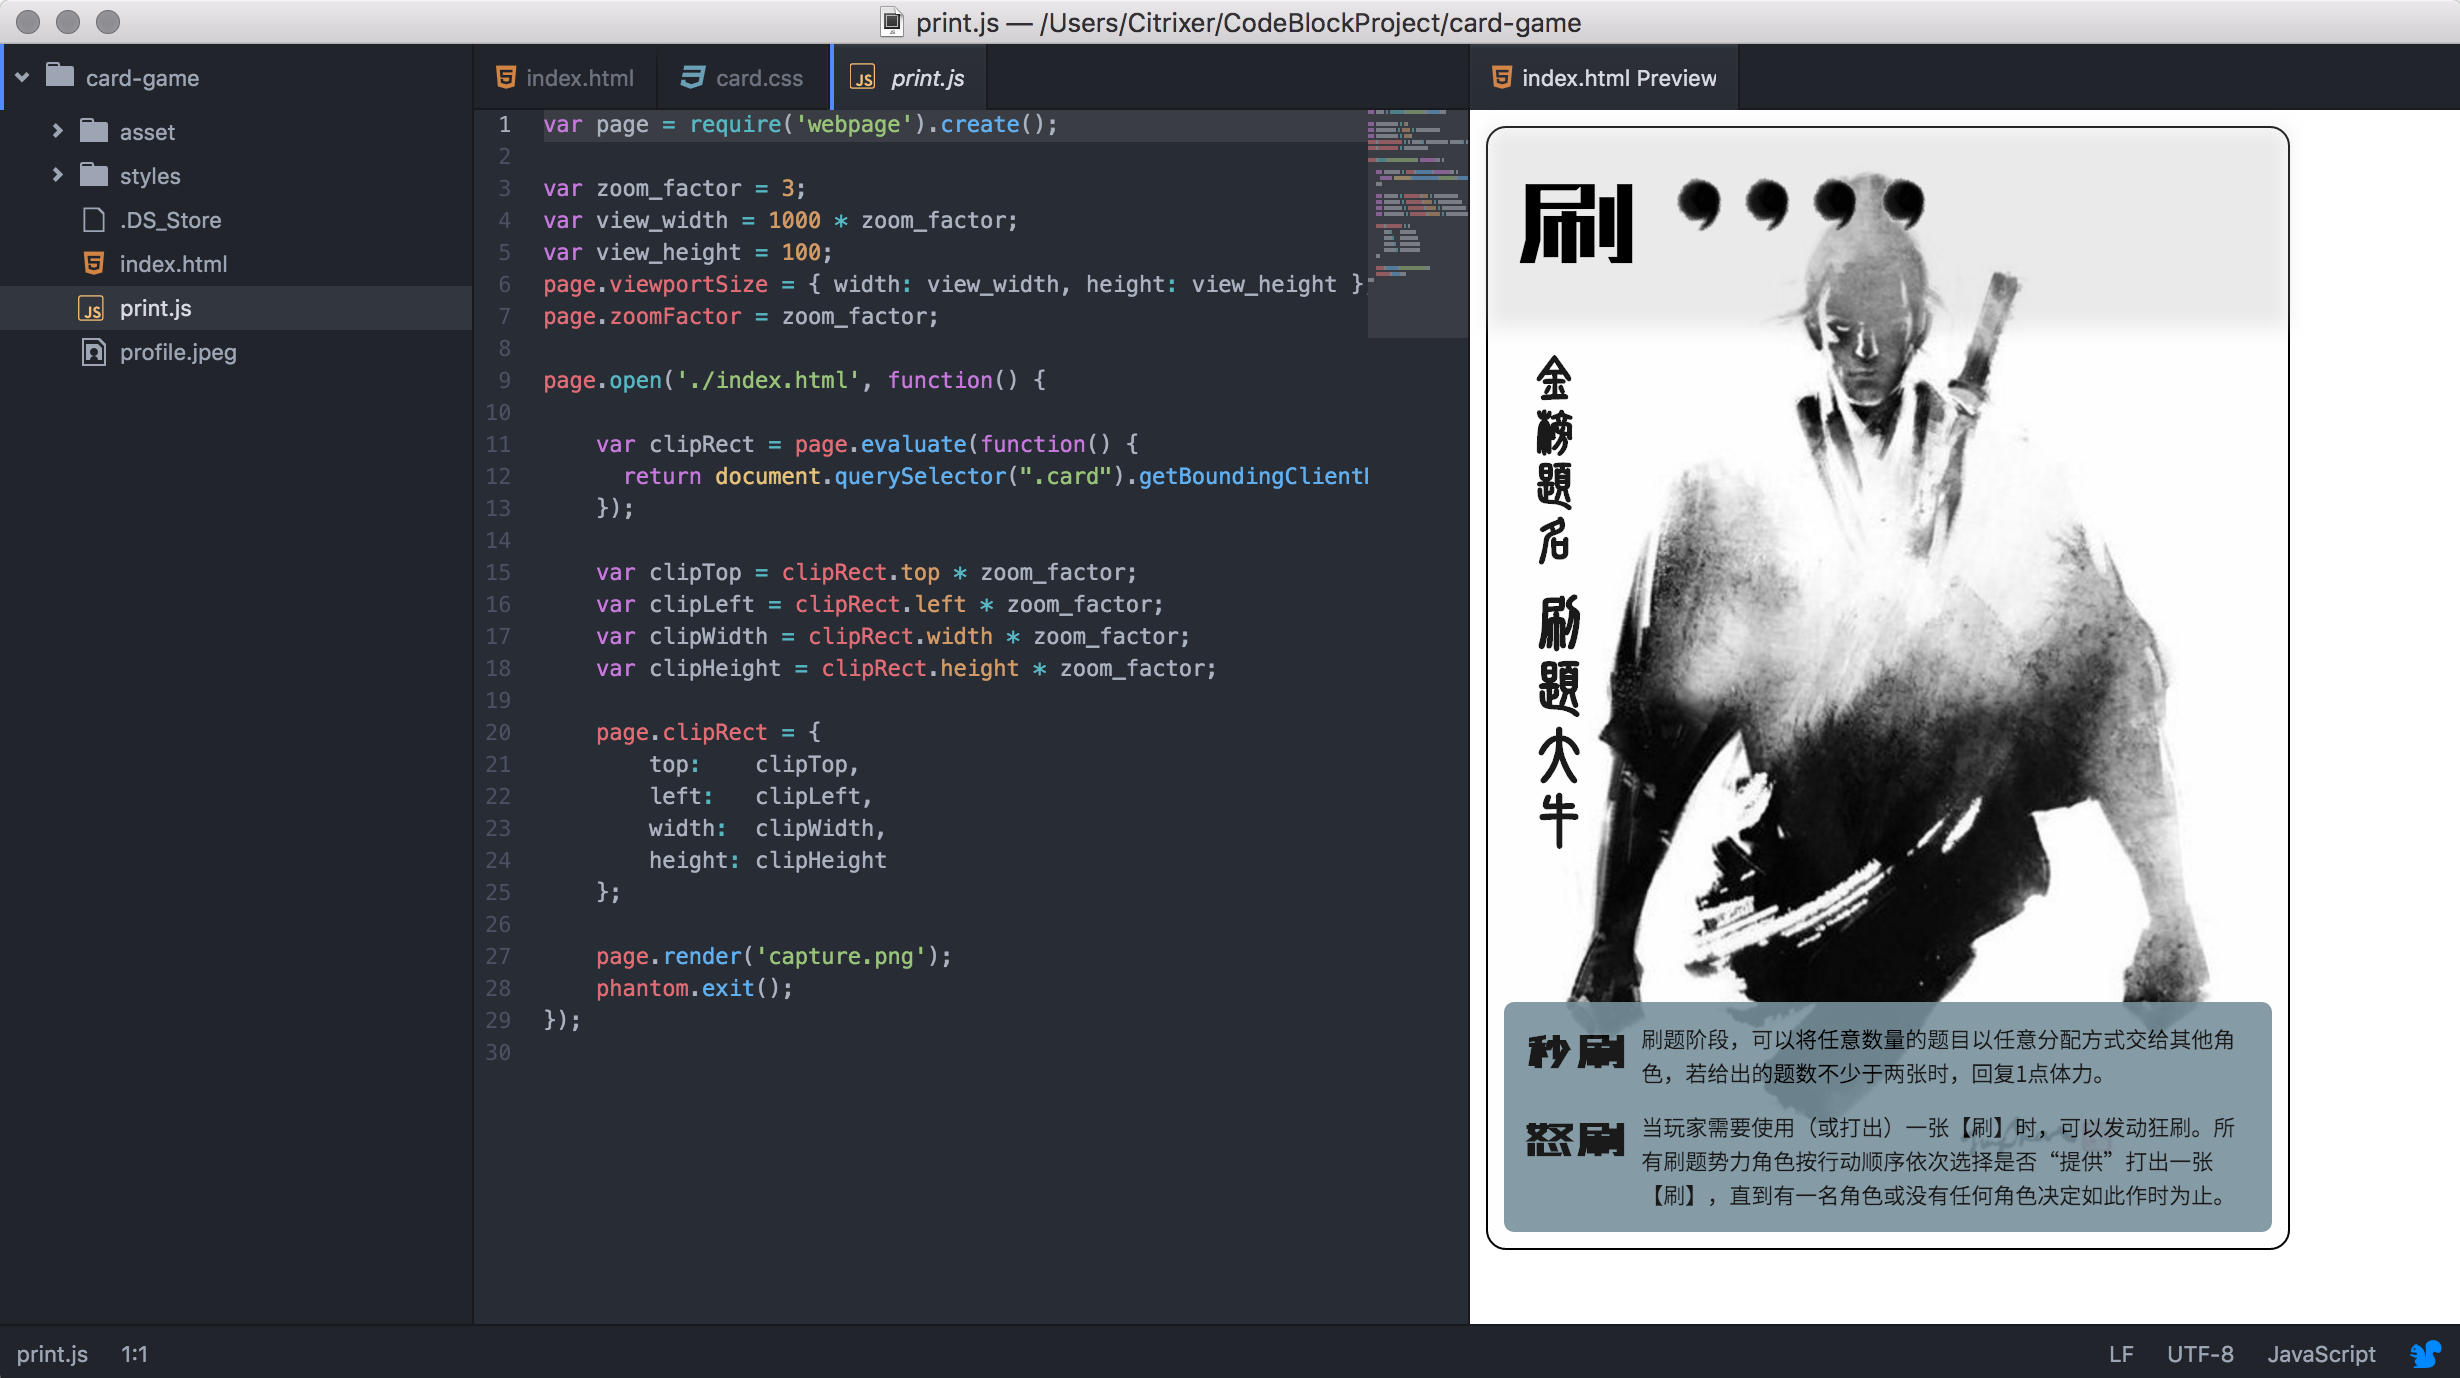 print.js — /Users/Citrixer/CodeBlockProject/card-game
card-game
asset
styles
.DS_Store
index.html
print.js
profile.jpeg
index.html
card.css
print.js
1 var page = require('webpage').create();
2
3 var zoom_factor = 3;
4 var view_width = 1000 * zoom_factor;
5 var view_height = 100;
6 page.viewportSize = { width: view_width, height: view_height }
7 page.zoomFactor = zoom_factor;
8
9 page.open('./index.html', function() {
10
11 var clipRect = page.evaluate(function() {
12 return document.querySelector(".card").getBoundingClient
13 });
14
15 var clipTop = clipRect.top * zoom_factor;
16 var clipLeft = clipRect.left * zoom_factor;
17 var clipWidth = clipRect.width * zoom_factor;
18 var clipHeight = clipRect.height * zoom_factor;
19
20 page.clipRect = {
21 top: clipTop,
22 left: clipLeft,
23 width: clipWidth,
24 height: clipHeight
25 };
26
27 page.render('capture.png');
28 phantom.exit();
29 });
30
index.html Preview
刷
金榜題名 刷題大牛
秒刷
刷题阶段，可以将任意数量的题目以任意分配方式交给其他角
色，若给出的题数不少于两张时，回复1点体力。
怒刷
当玩家需要使用（或打出）一张【刷】时，可以发动狂刷。所
有刷题势力角色按行动顺序依次选择是否“提供”打出一张
【刷】，直到有一名角色或没有任何角色决定如此作时为止。
print.js 1:1
LF UTF-8 JavaScript